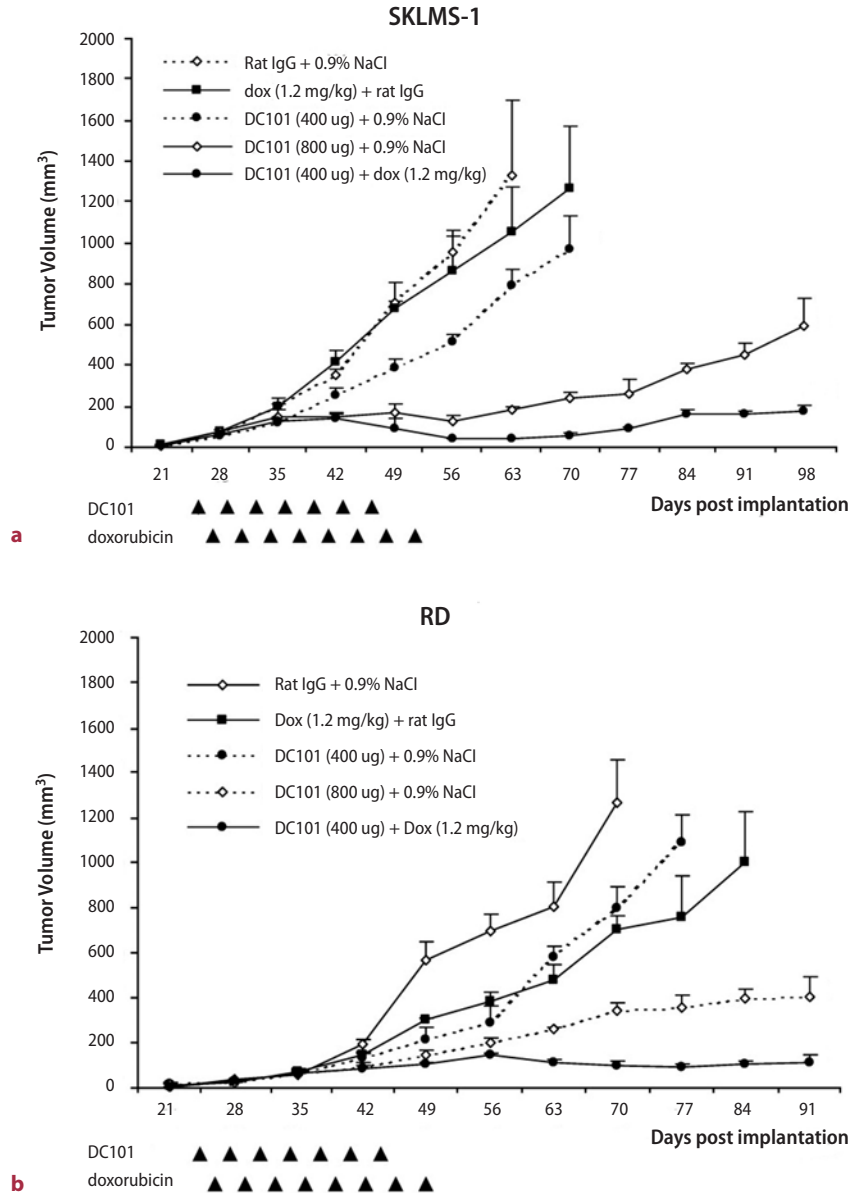 SKLMS-1
2000
1800
1600
1400
1200
1000
800
600
400
200
0
Tumor Volume (mm³)
Rat IgG + 0.9% NaCl
dox (1.2 mg/kg) + rat IgG
DC101 (400 ug) + 0.9% NaCl
DC101 (800 ug) + 0.9% NaCl
DC101 (400 ug) + dox (1.2 mg/kg)
21 28 35 42 49 56 63 70 77 84 91 98
Days post implantation
DC101
doxorubicin
a
RD
2000
1800
1600
1400
1200
1000
800
600
400
200
0
Tumor Volume (mm³)
Rat IgG + 0.9% NaCl
Dox (1.2 mg/kg) + rat IgG
DC101 (400 ug) + 0.9% NaCl
DC101 (800 ug) + 0.9% NaCl
DC101 (400 ug) + Dox (1.2 mg/kg)
21 28 35 42 49 56 63 70 77 84 91
Days post implantation
DC101
doxorubicin
b